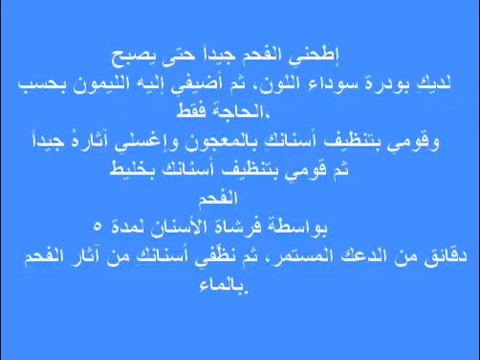 إطحني الفحم جيداً حتى يصبح
لديك بودرة سوداء اللون، ثم أضيفي إليه الليمون بحسب
الحاجة فقط،
وقومي بتنظيف أسنانكِ بالمعجون وإغسلي آثارهُ جيداً
ثم قومي بتنظيف أسنانك بخليط
الفحم
بواسطة فرشاة الأسنان لمدة ٥
دقائق من الدعك المستمر، ثم نظّفي أسنانك من آثار الفحم
بالماء.